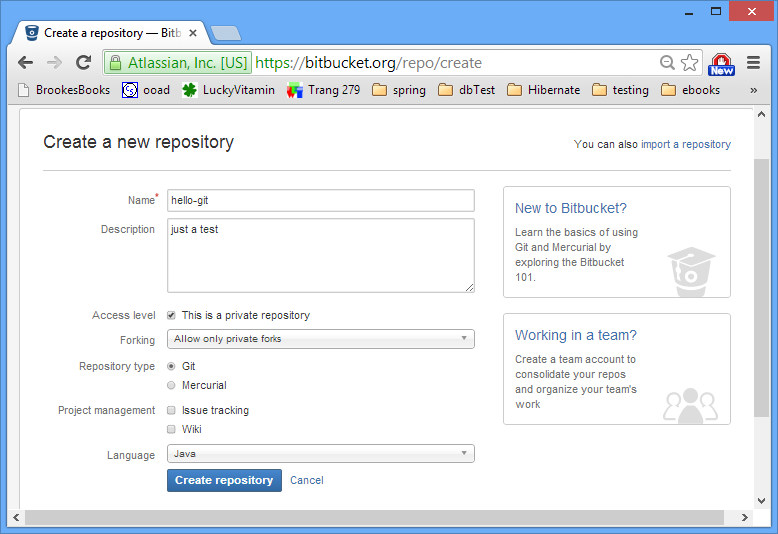 Create a repository — Bitb
Atlassian, Inc. [US] https://bitbucket.org/repo/create
New
BrookesBooks ooad LuckyVitamin Trang 279 spring dbTest Hibernate testing ebooks »
Create a new repository
You can also import a repository
Name*
hello-git
Description
just a test
Access level
This is a private repository
Forking
Allow only private forks
Repository type
Git
Mercurial
Project management
Issue tracking
Wiki
Language
Java
Create repository Cancel
New to Bitbucket?
Learn the basics of using
Git and Mercurial by
exploring the Bitbucket
101.
Working in a team?
Create a team account to
consolidate your repos
and organize your team's
work